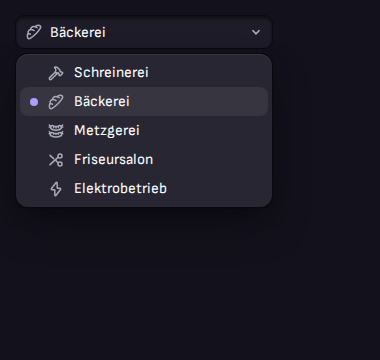 Bäckerei
Schreinerei
Bäckerei
Metzgerei
Friseursalon
Elektrobetrieb